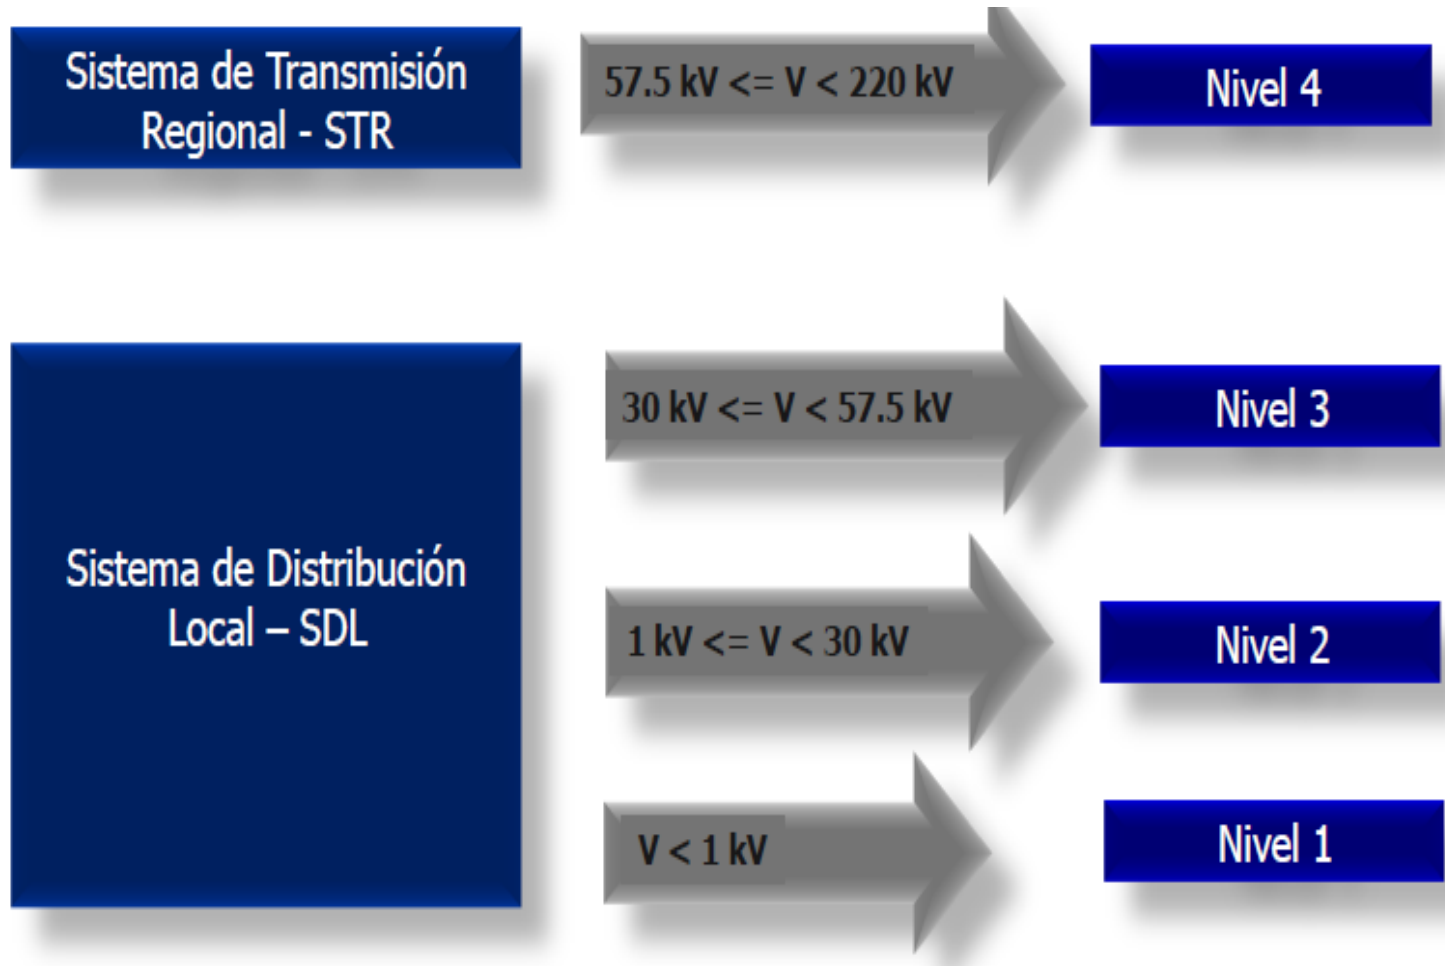 Sistema de Transmisión
Regional - STR
57.5 kV <= V < 220 kV
Nivel 4
Sistema de Distribución
Local – SDL
30 kV <= V < 57.5 kV
Nivel 3
1 kV <= V < 30 kV
Nivel 2
V < 1 kV
Nivel 1